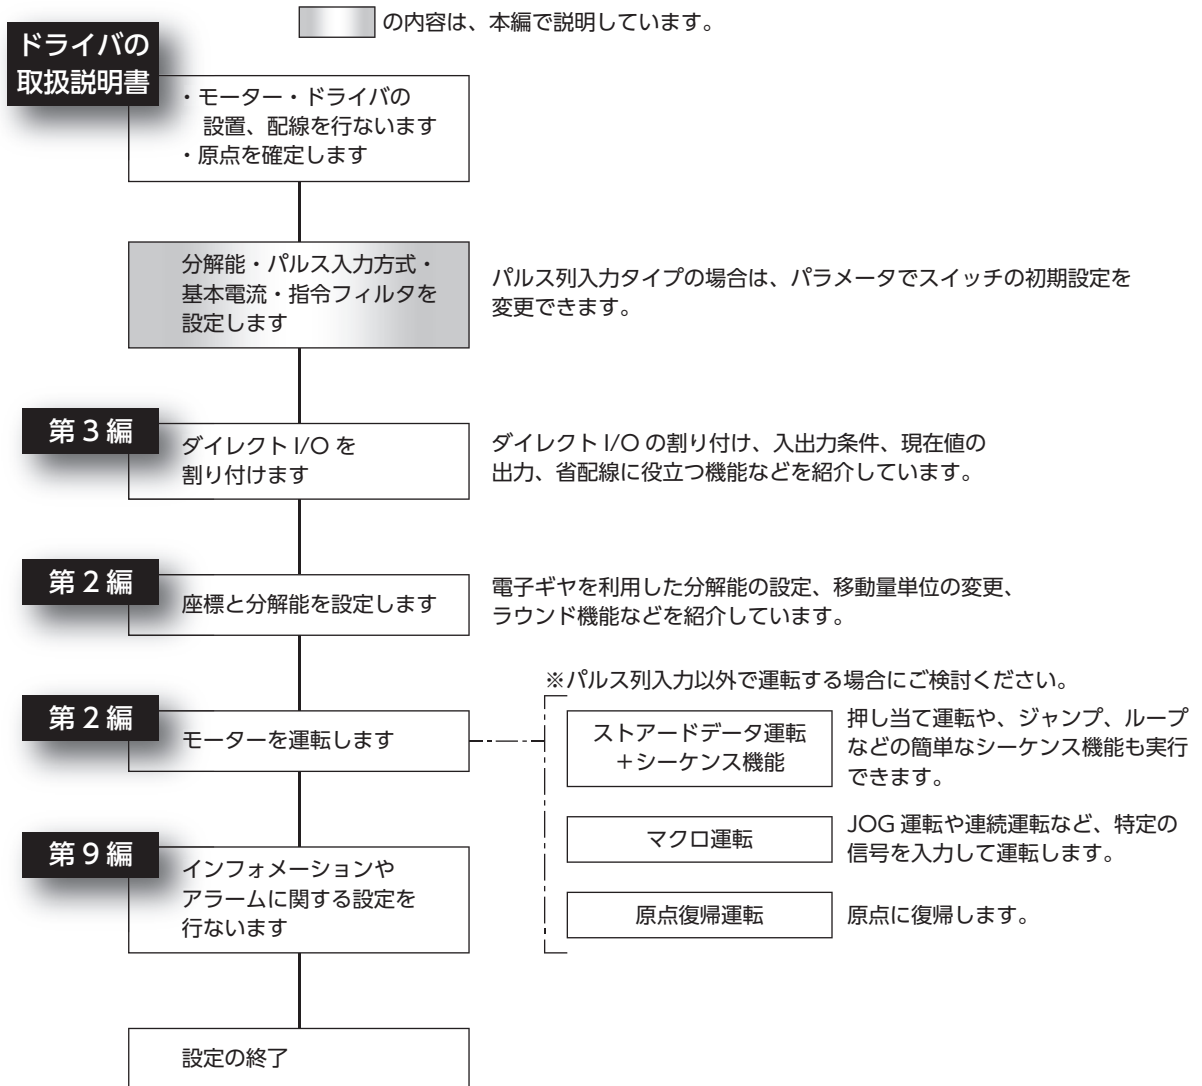 の内容は、本編で説明しています。
ドライバの
取扱説明書
・モーター・ドライバの
設置、配線を行ないます
・原点を確定します
分解能・パルス入力方式・
基本電流・指令フィルタを
設定します
パルス列入力タイプの場合は、パラメータでスイッチの初期設定を
変更できます。
第3編
ダイレクト I/O を
割り付けます
ダイレクト I/O の割り付け、入出力条件、現在値の
出力、省配線に役立つ機能などを紹介しています。
第2編
座標と分解能を設定します
電子ギヤを利用した分解能の設定、移動量単位の変更、
ラウンド機能などを紹介しています。
第2編
モーターを運転します
※パルス列入力以外で運転する場合にご検討ください。
ストアードデータ運転
＋シーケンス機能
押し当て運転や、ジャンプ、ループ
などの簡単なシーケンス機能も実行
できます。
マクロ運転
JOG 運転や連続運転など、特定の
信号を入力して運転します。
原点復帰運転
原点に復帰します。
第9編
インフォメーションや
アラームに関する設定を
行ないます
設定の終了